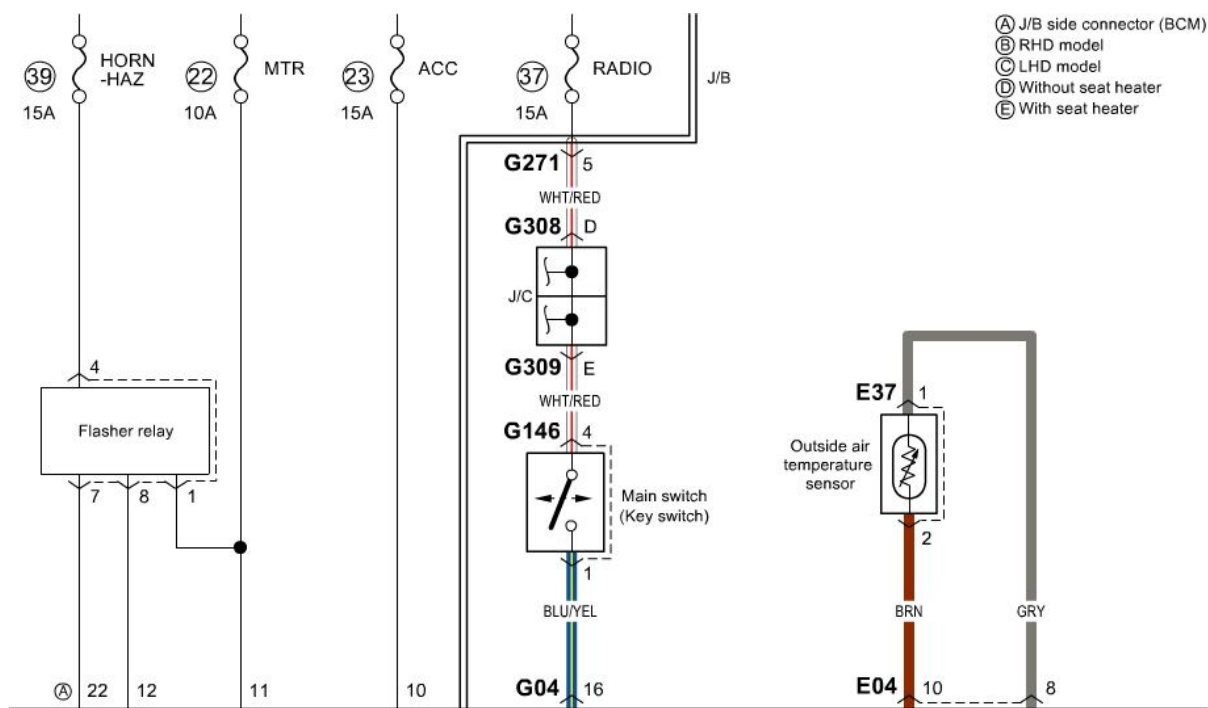 Ⓐ J/B side connector (BCM)
Ⓑ RHD model
Ⓒ LHD model
Ⓓ Without seat heater
Ⓔ With seat heater
39
HORN
-HAZ
15A
22
MTR
10A
23
ACC
15A
37
RADIO
15A
J/B
G271 5
WHT/RED
G308 D
J/C
G309 E
WHT/RED
G146 4
Main switch
(Key switch)
1
BLU/YEL
G04 16
4
Flasher relay
7 8 1
Ⓐ 22 12 11 10
E37 1
Outside air
temperature
sensor
2
BRN GRY
E04 10 8